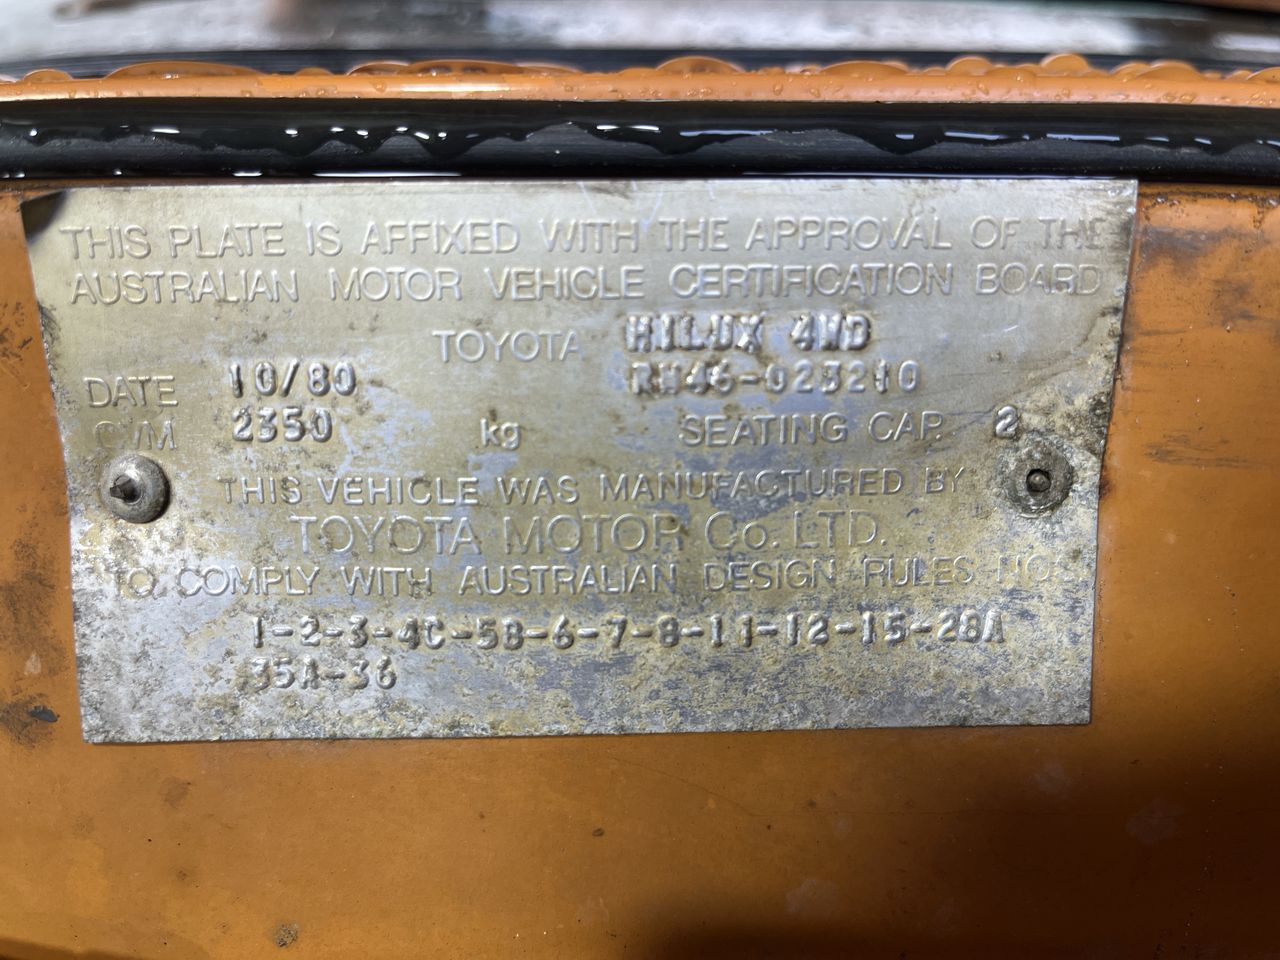 THIS PLATE IS AFFIXED WITH THE APPROVAL OF THE
AUSTRALIAN MOTOR VEHICLE CERTIFICATION BOARD
TOYOTA HILUX 4WD
DATE 10/80 RN46-023210
GVM 2350 kg SEATING CAP. 2
THIS VEHICLE WAS MANUFACTURED BY
TOYOTA MOTOR Co. LTD.
TO COMPLY WITH AUSTRALIAN DESIGN RULES NOS
1-2-3-4C-5B-6-7-8-11-12-15-28A
35A-36